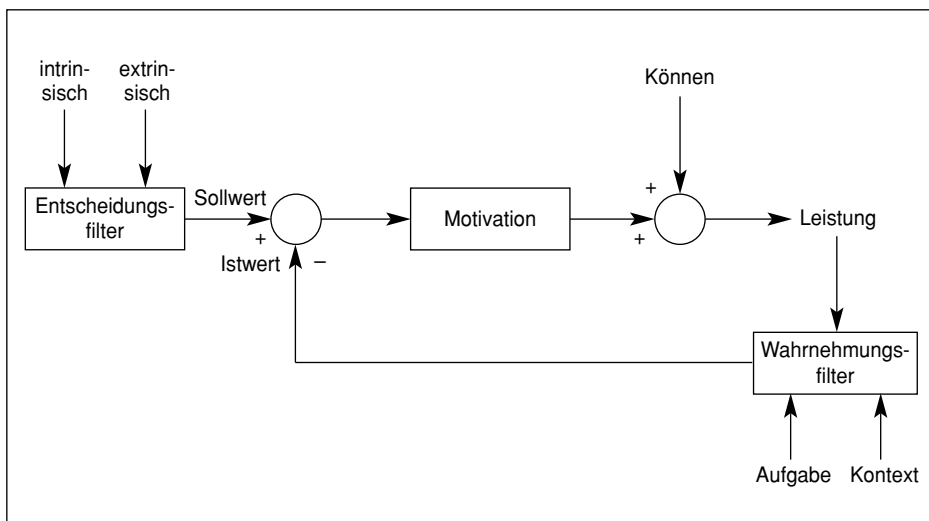 intrin-
sisch
extrin-
sisch
Können
Entscheidungs-
filter
Sollwert
+
Istwert
–
Motivation
+
+
Leistung
Wahrnehmungs-
filter
Aufgabe
Kontext